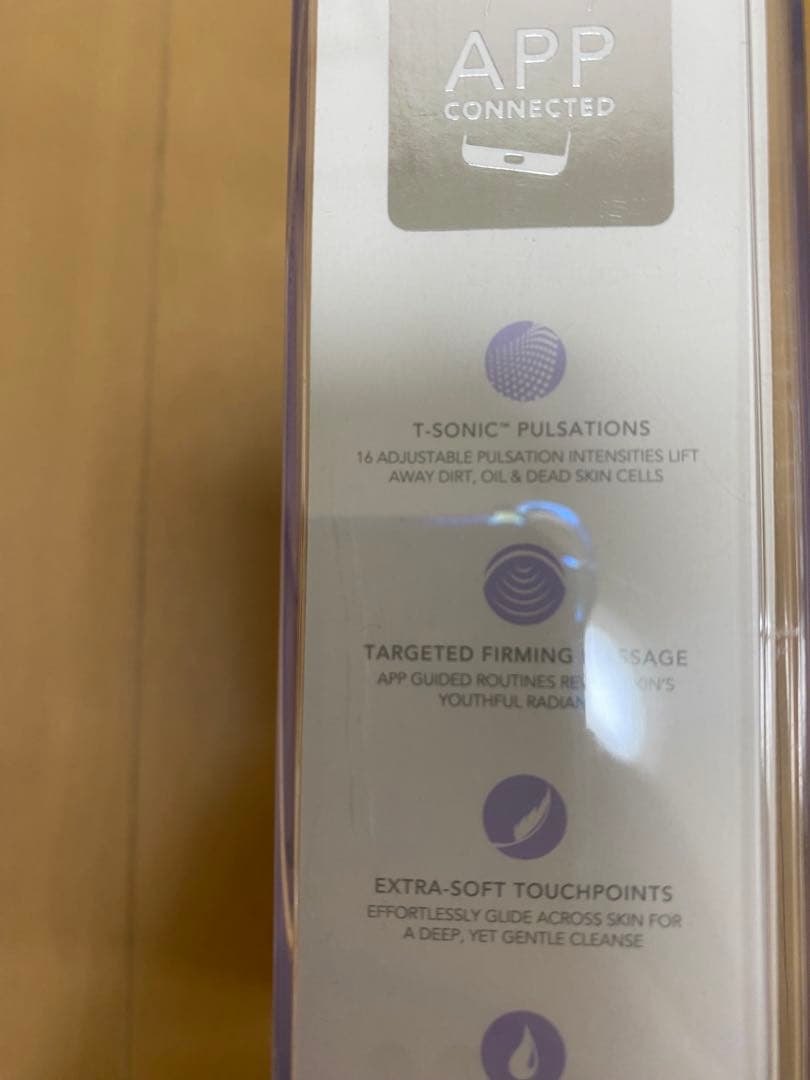 APP
CONNECTED
T-SONIC™ PULSATIONS
16 ADJUSTABLE PULSATION INTENSITIES LIFT
AWAY DIRT, OIL & DEAD SKIN CELLS
TARGETED FIRMING
APP GUIDED ROUTINES
YOUTHFUL
EXTRA-SOFT TOUCHPOINTS
EFFORTLESSLY GLIDE ACROSS SKIN FOR
A DEEP, YET GENTLE CLEANSE